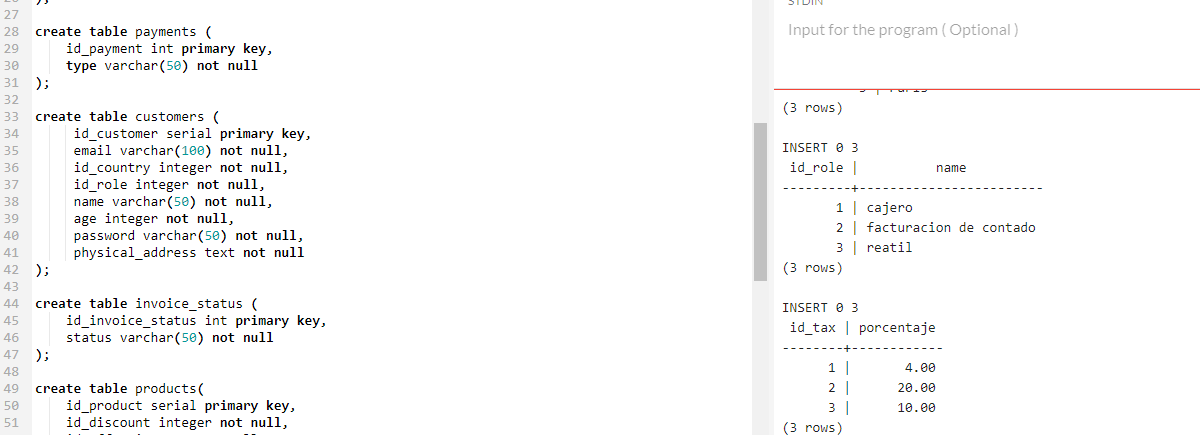 27
28 create table payments (
29 id_payment int primary key,
30 type varchar(50) not null
31 );
32
33 create table customers (
34 id_customer serial primary key,
35 email varchar(100) not null,
36 id_country integer not null,
37 id_role integer not null,
38 name varchar(50) not null,
39 age integer not null,
40 password varchar(50) not null,
41 physical_address text not null
42 );
43
44 create table invoice_status (
45 id_invoice_status int primary key,
46 status varchar(50) not null
47 );
48
49 create table products(
50 id_product serial primary key,
51 id_discount integer not null,
STDIN
Input for the program ( Optional )
(3 rows)
INSERT 0 3
id_role | name
--------+------------------------
1 | cajero
2 | facturacion de contado
3 | reatil
(3 rows)
INSERT 0 3
id_tax | porcentaje
--------+------------
1 | 4.00
2 | 20.00
3 | 10.00
(3 rows)